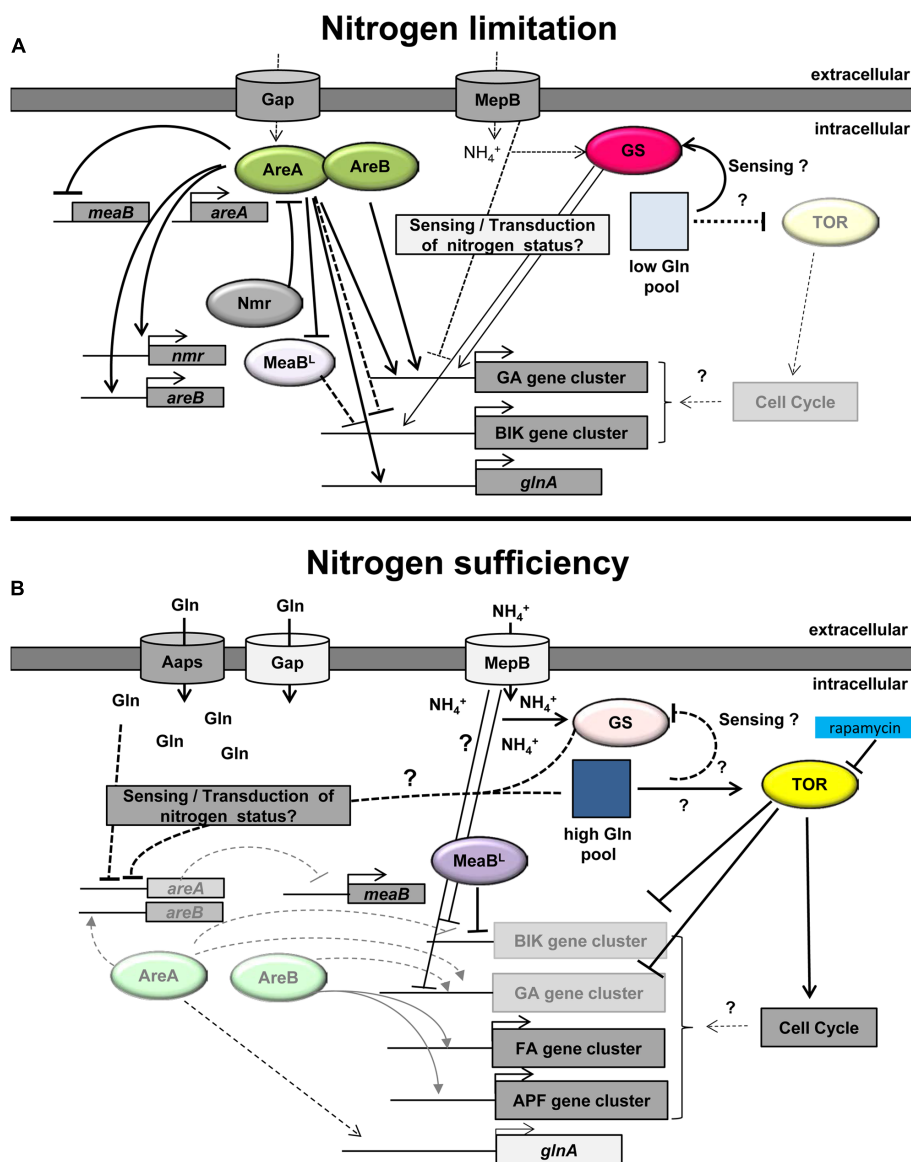 Nitrogen limitation
A
extracellular
Gap
MepB
intracellular
NH4+
GS
Sensing ?
AreA
AreB
?
meaB
areA
Sensing / Transduction
of nitrogen status?
TOR
low Gln
pool
Nmr
nmr
MeaBL
GA gene cluster
?
areB
Cell Cycle
BIK gene cluster
glnA
Nitrogen sufficiency
B
Gln
Gln
NH4+
extracellular
Aaps
Gap
MepB
intracellular
Gln
NH4+
NH4+
Gln
GS
Sensing ?
rapamycin
Gln
Gln
?
NH4+
?
?
TOR
Sensing / Transduction of
nitrogen status?
?
high Gln
pool
MeaBL
areA
meaB
areB
BIK gene cluster
AreA
AreB
GA gene cluster
?
Cell Cycle
FA gene cluster
APF gene cluster
glnA